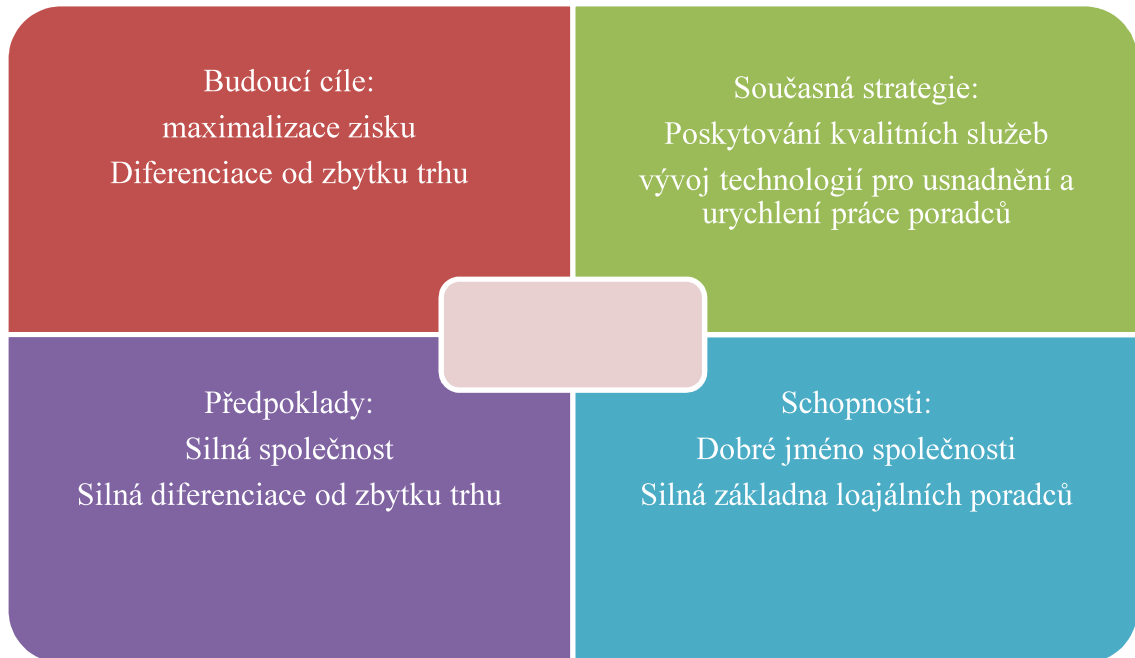 Budoucí cíle:
maximalizace zisku
Diferenciace od zbytku trhu
Současná strategie:
Poskytování kvalitních služeb
vývoj technologií pro usnadnění a
urychlení práce poradců
Předpoklady:
Silná společnost
Silná diferenciace od zbytku trhu
Schopnosti:
Dobré jméno společnosti
Silná základna loajálních poradců